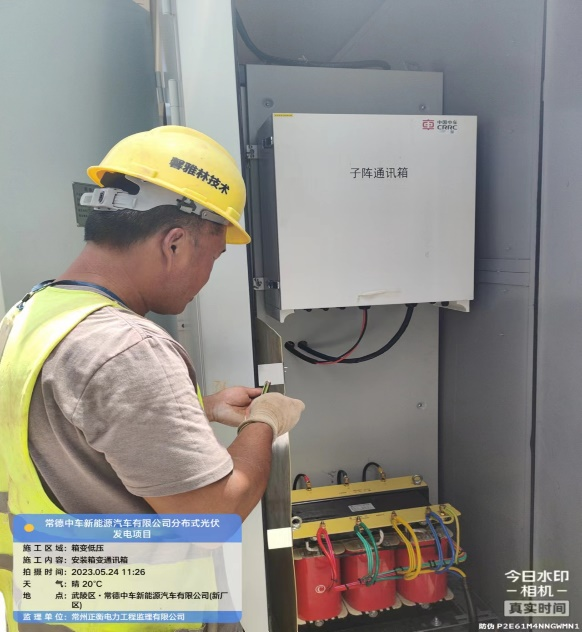 中国中车
CRRC
子阵通讯箱
馨雅林技术
常德中车新能源汽车有限公司分布式光伏
发电项目
施工区域：箱变低压
施工内容：安装箱变通讯箱
拍摄时间：2023.05.24 11:26
天　　气：晴 20℃
地　　点：武陵区·常德中车新能源汽车有限公司(新厂
区)
监理单位：常州正衡电力工程监理有限公司
今日水印
-相机-
真实时间
防伪 P2E61M4NNGWMN1